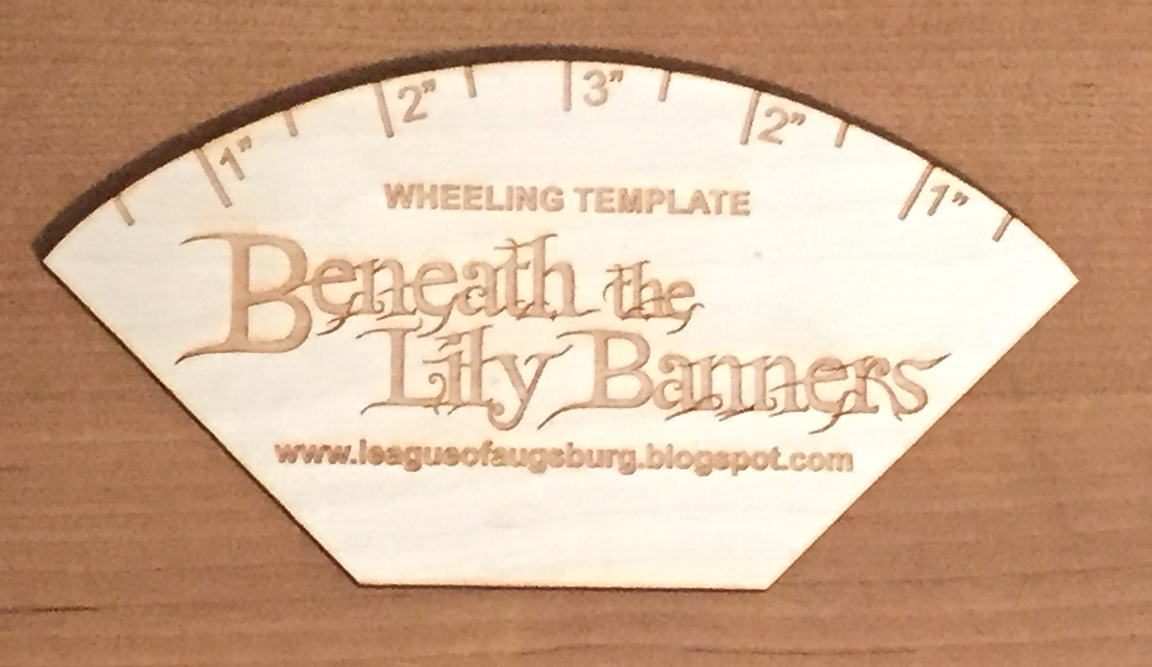 1” 2” 3” 2” 1”
WHEELING TEMPLATE
Beneath the
Lily Banners
www.leagueofaugsburg.blogspot.com